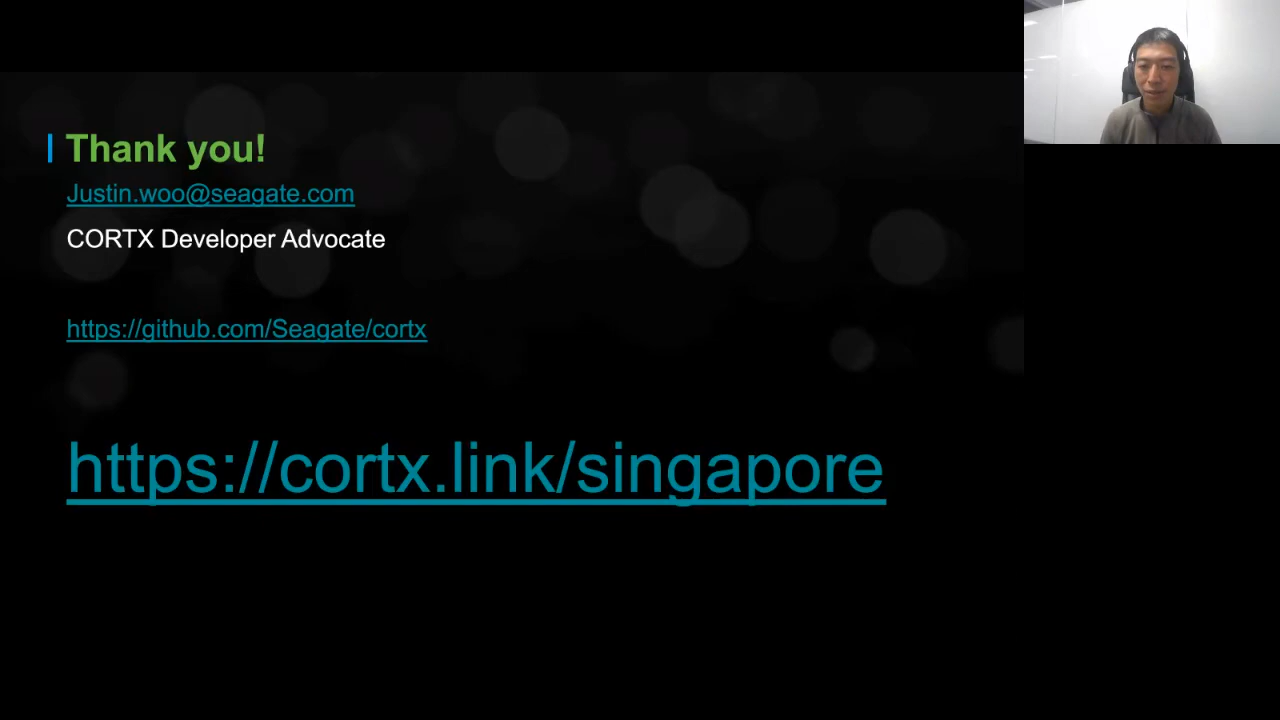 Thank you!
Justin.woo@seagate.com
CORTX Developer Advocate
https://github.com/Seagate/cortx
https://cortx.link/singapore